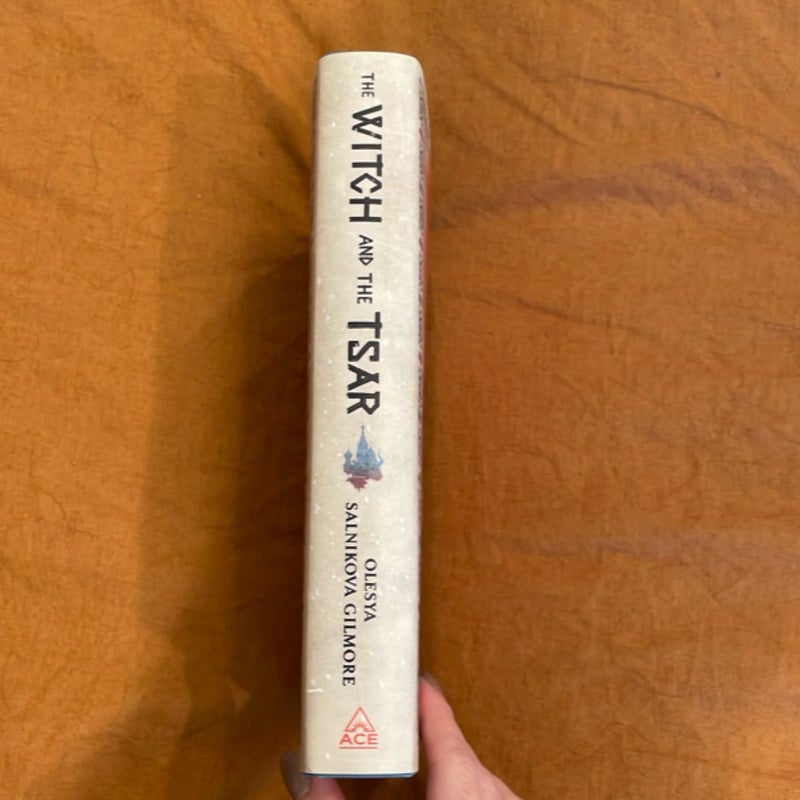 THE WITCH AND THE TSAR
OLESYA
SALNIKOVA GILMORE
ACE